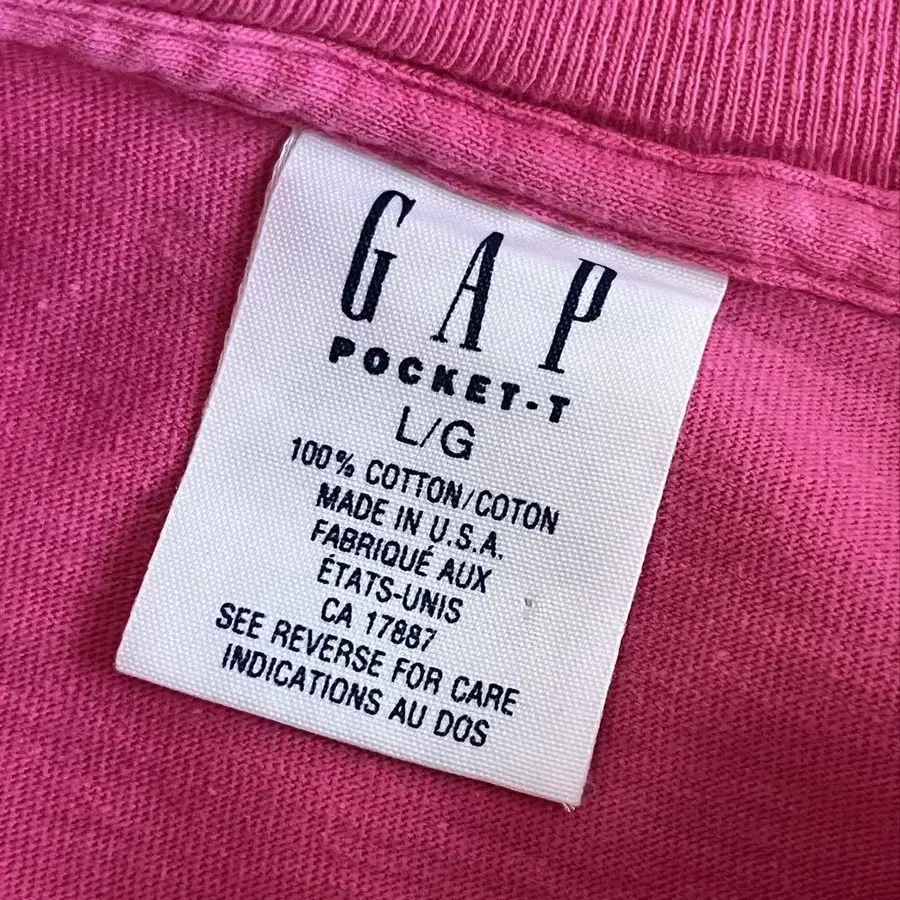 GAP
POCKET-T
L/G
100% COTTON/COTON
MADE IN U.S.A.
FABRIQUÉ AUX
ÉTATS-UNIS
CA 17887
SEE REVERSE FOR CARE
INDICATIONS AU DOS